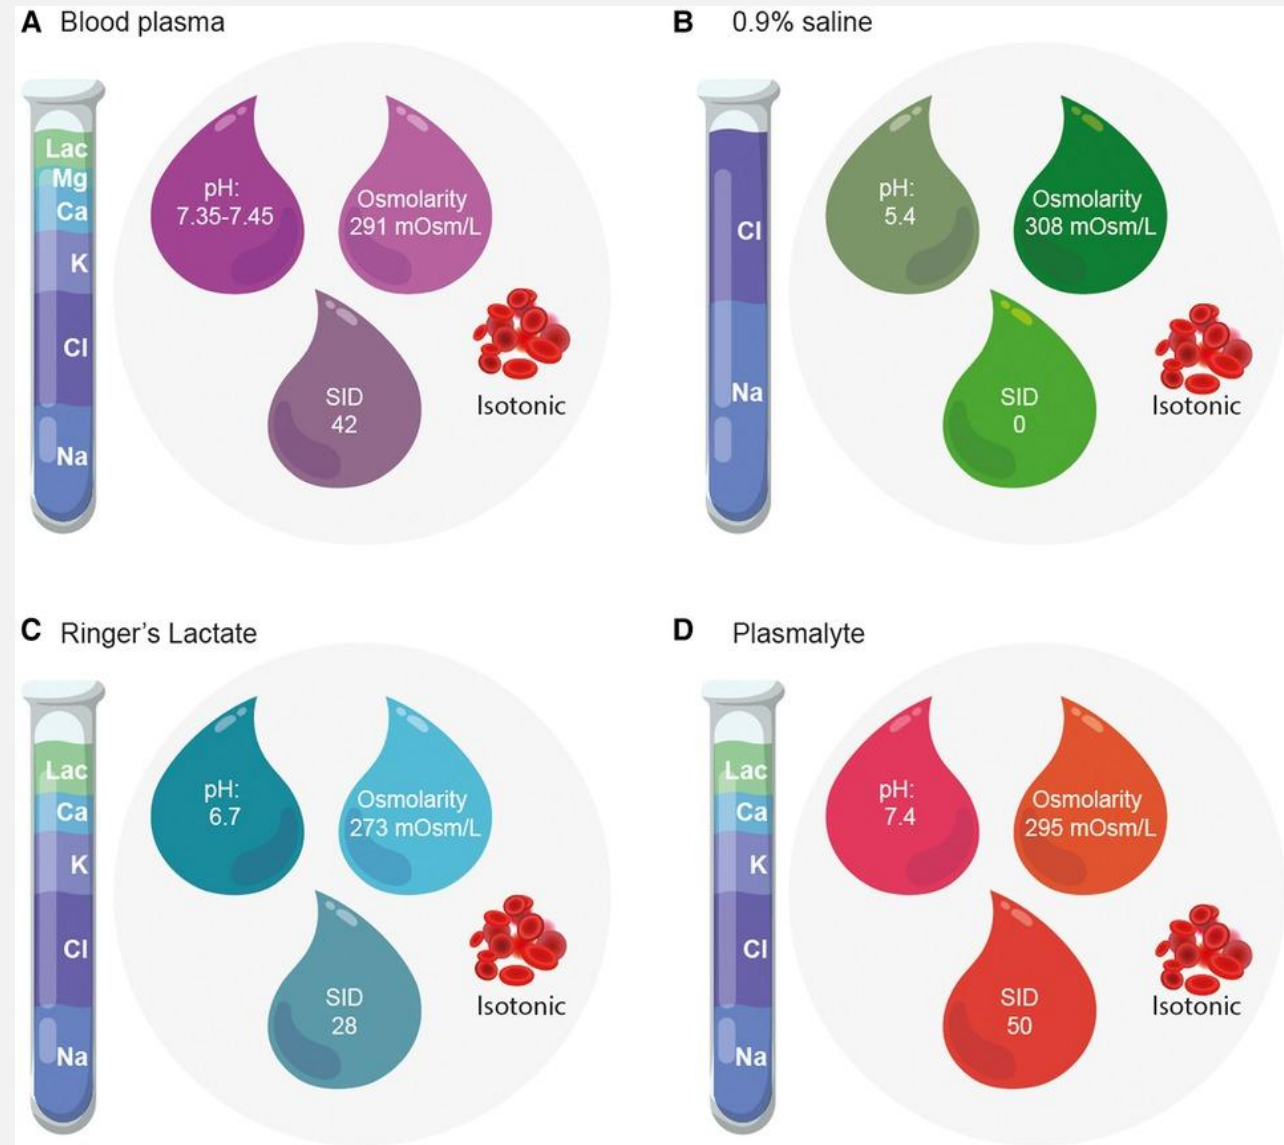 A Blood plasma
Lac
Mg
Ca
K
Cl
Na
pH:
7.35-7.45
Osmolarity
291 mOsm/L
SID
42
Isotonic
B 0.9% saline
Cl
Na
pH:
5.4
Osmolarity
308 mOsm/L
SID
0
Isotonic
C Ringer's Lactate
Lac
Ca
K
Cl
Na
pH:
6.7
Osmolarity
273 mOsm/L
SID
28
Isotonic
D Plasmalyte
Lac
Ca
K
Cl
Na
pH:
7.4
Osmolarity
295 mOsm/L
SID
50
Isotonic